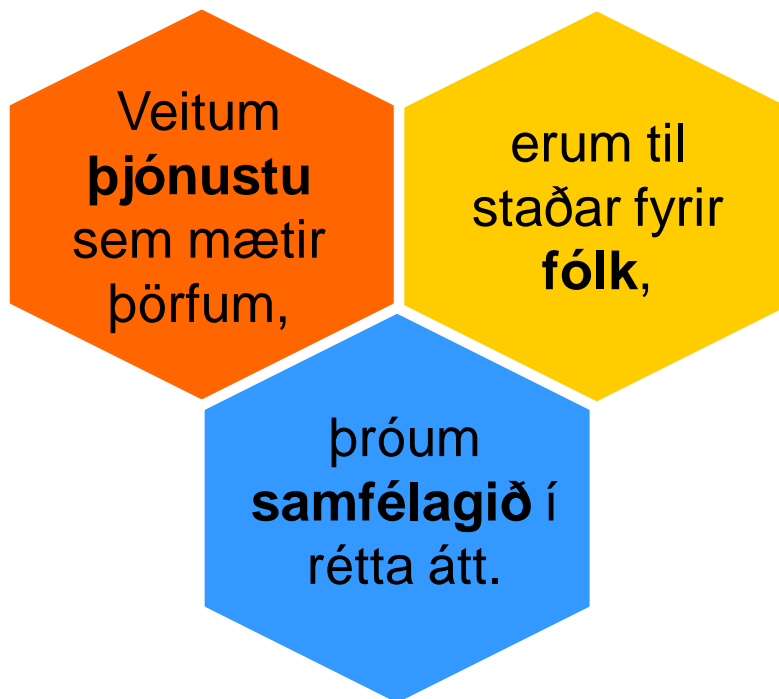 Veitum
þjónustu
sem mætir
þörfum,
erum til
staðar fyrir
fólk,
þróum
samfélagið í
rétta átt.